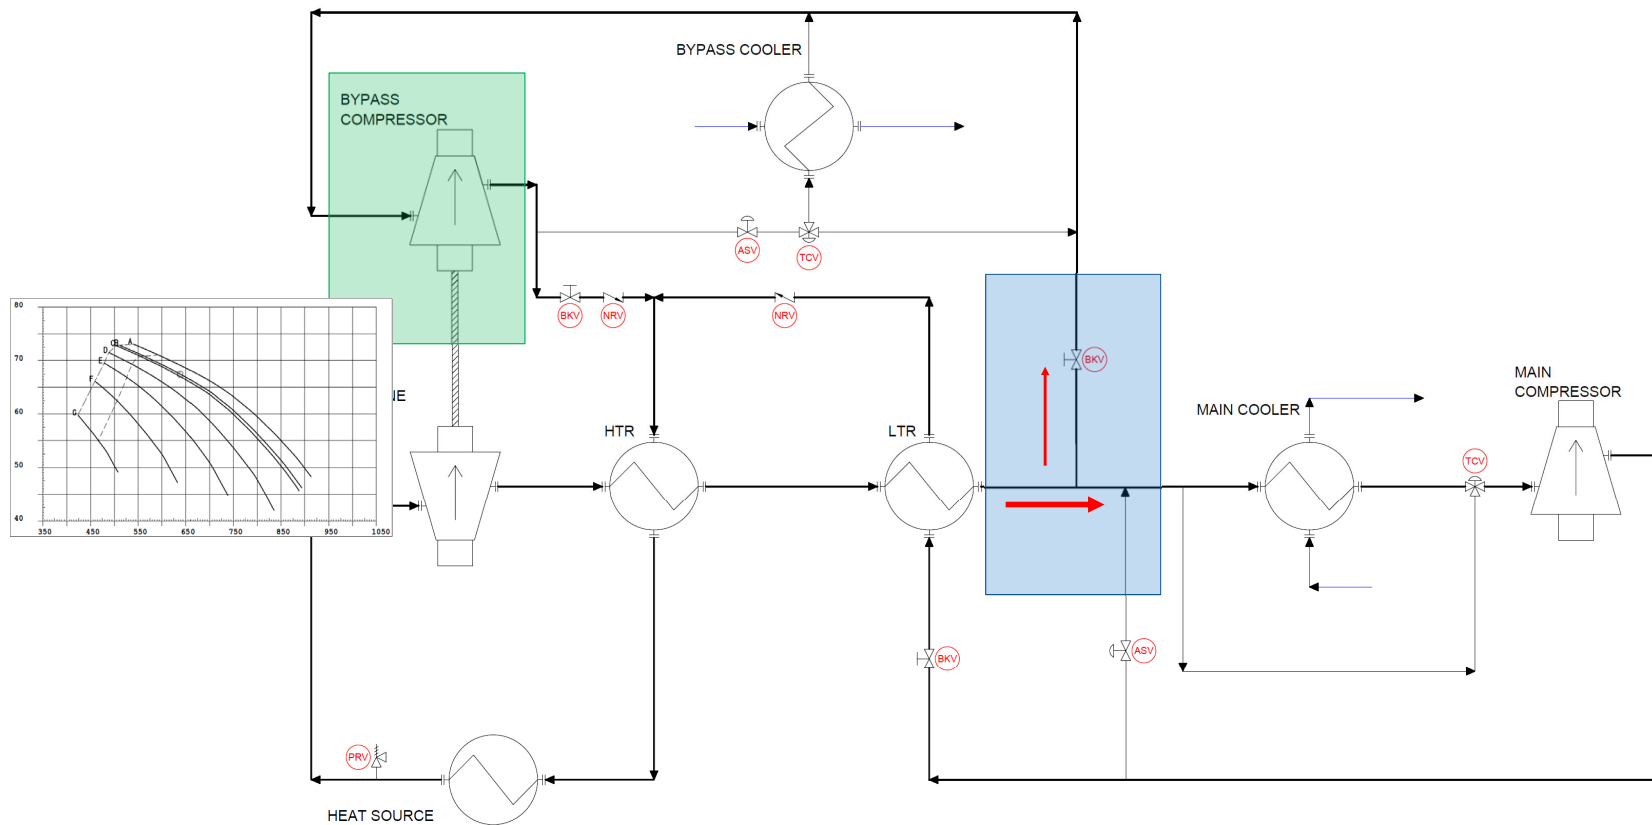 BYPASS COOLER
BYPASS
COMPRESSOR
ASV
TCV
BKV
NRV
NRV
BKV
MAIN
COMPRESSOR
MAIN COOLER
80
70
60
50
40
350
450
550
650
750
850
1050
A
B
D
E
F
G
NE
HTR
LTR
TCV
ASV
BKV
PRV
HEAT SOURCE